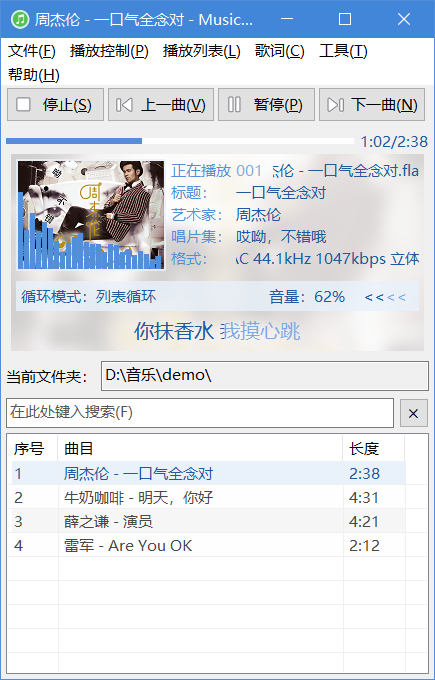 周杰伦 - 一口气全念对 - Music...
文件(F) 播放控制(P) 播放列表(L) 歌词(C) 工具(T)
帮助(H)
停止(S) 上一曲(V) 暂停(P) 下一曲(N)
1:02/2:38
正在播放 001 伦 - 一口气全念对.fla
标题： 一口气全念对
艺术家： 周杰伦
唱片集： 哎呦，不错哦
格式： C 44.1kHz 1047kbps 立体
周杰伦
循环模式：列表循环 音量：62% <<<<
你抹香水 我摸心跳
当前文件夹： D:\音乐\demo\
在此处键入搜索(F) ×
序号 曲目 长度
1 周杰伦 - 一口气全念对 2:38
2 牛奶咖啡 - 明天，你好 4:31
3 薛之谦 - 演员 4:21
4 雷军 - Are You OK 2:12